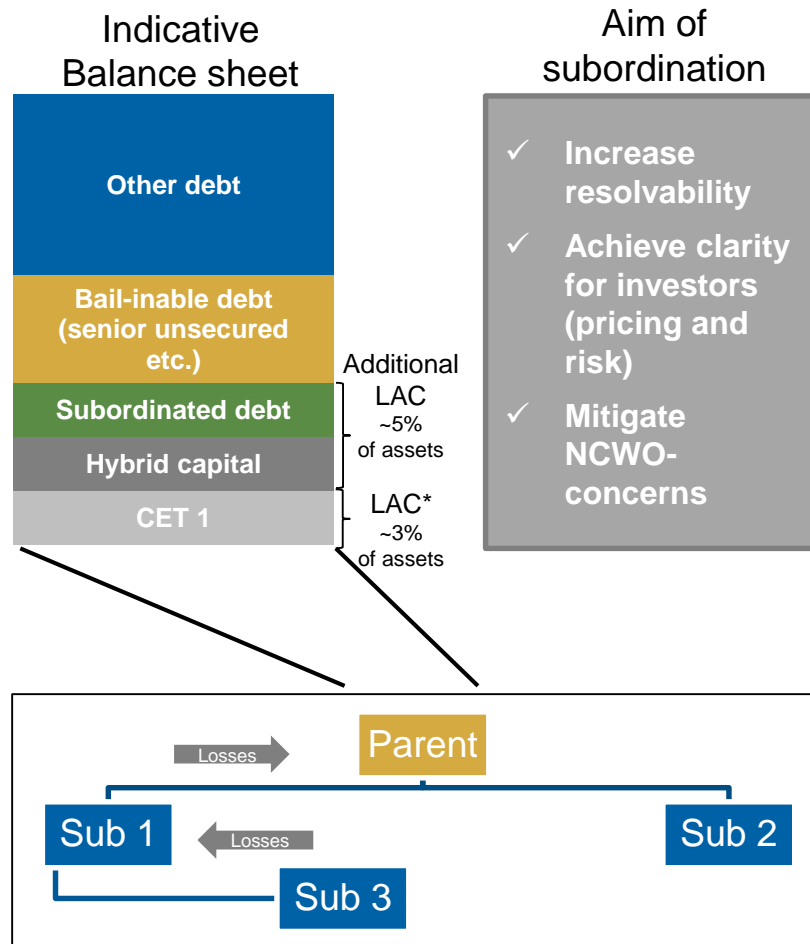 Indicative
Balance sheet
Other debt
Bail-inable debt
(senior unsecured
etc.)
Subordinated debt
Hybrid capital
CET 1
Additional
LAC
~5%
of assets
LAC*
~3%
of assets
Aim of
subordination
✓ Increase
resolvability
✓ Achieve clarity
for investors
(pricing and
risk)
✓ Mitigate
NCWO-
concerns
Losses
Parent
Sub 1
Losses
Sub 2
Sub 3